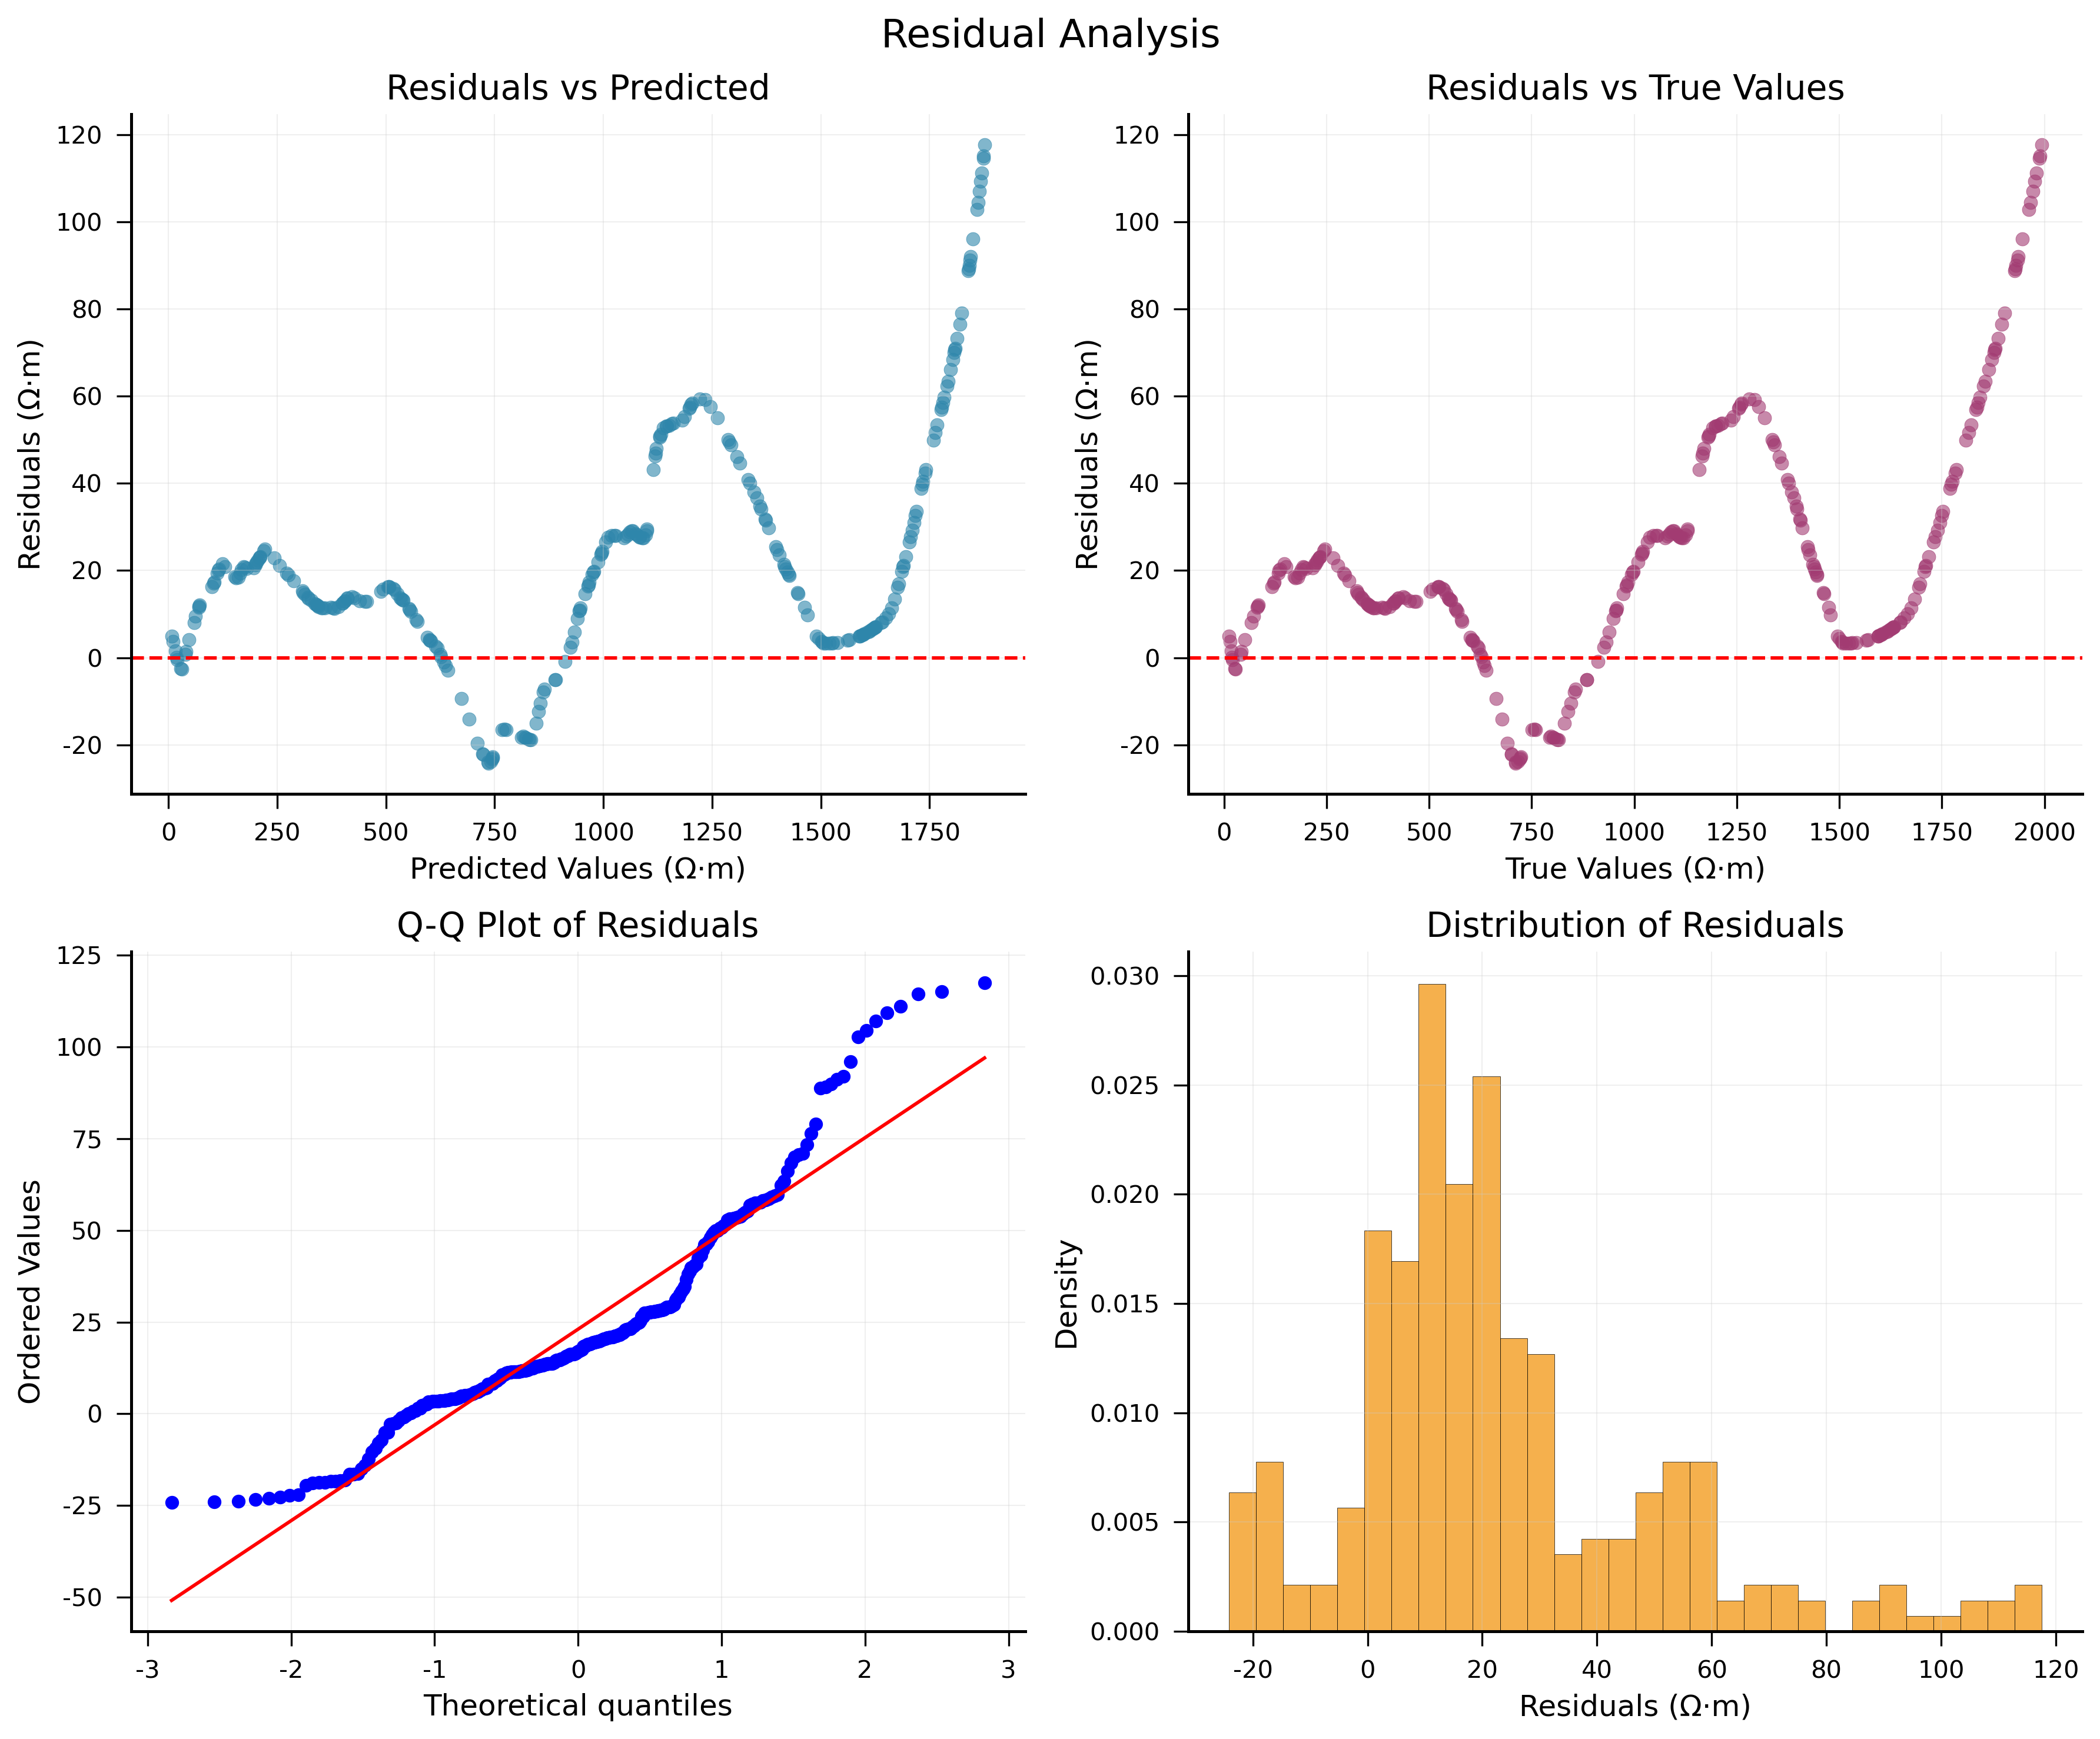 Residual Analysis
Residuals vs Predicted
Residuals (Ω·m)
120
100
80
60
40
20
0
-20
0 250 500 750 1000 1250 1500 1750
Predicted Values (Ω·m)
Residuals vs True Values
Residuals (Ω·m)
120
100
80
60
40
20
0
-20
0 250 500 750 1000 1250 1500 1750 2000
True Values (Ω·m)
Q-Q Plot of Residuals
Ordered Values
125
100
75
50
25
0
-25
-50
-3 -2 -1 0 1 2 3
Theoretical quantiles
Distribution of Residuals
Density
0.030
0.025
0.020
0.015
0.010
0.005
0.000
-20 0 20 40 60 80 100 120
Residuals (Ω·m)